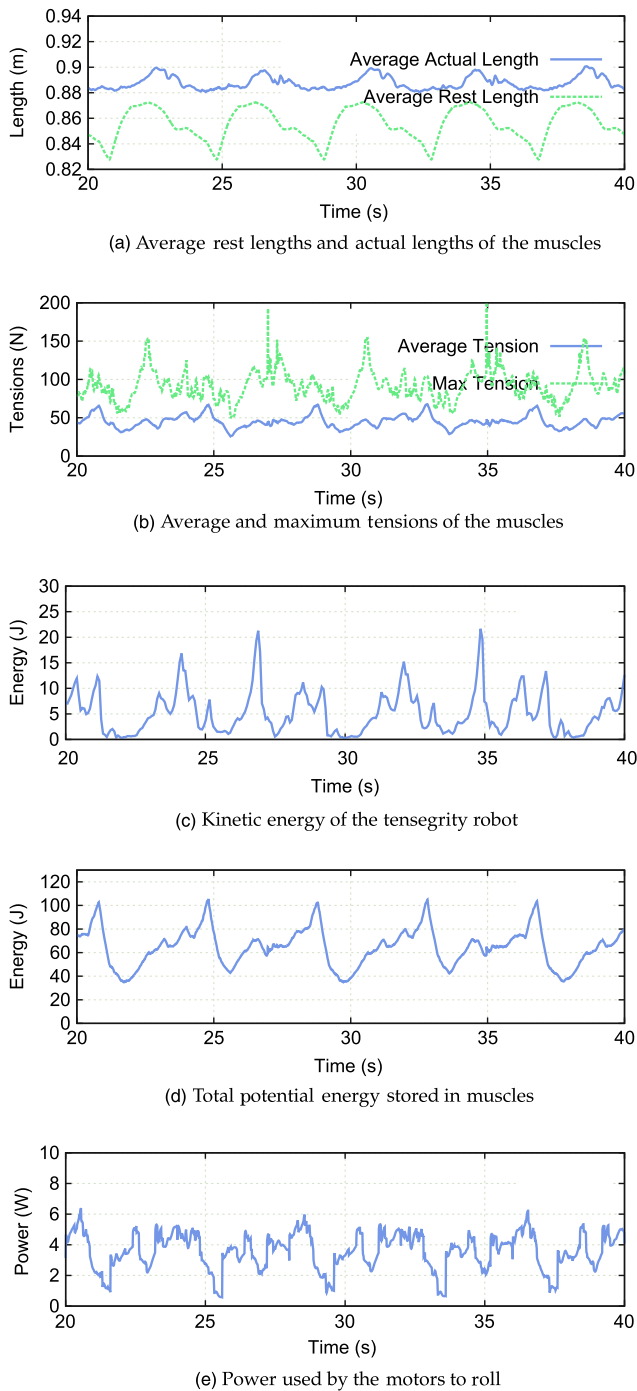 0.94
0.92
0.9
0.88
0.86
0.84
0.82
Length (m)
Average Actual Length
Average Rest Length
20 25 30 35 40
Time (s)
(a) Average rest lengths and actual lengths of the muscles
200
150
100
50
0
Tensions (N)
Average Tension
Max Tension
20 25 30 35 40
Time (s)
(b) Average and maximum tensions of the muscles
30
25
20
15
10
5
0
Energy (J)
20 25 30 35 40
Time (s)
(c) Kinetic energy of the tensegrity robot
120
100
80
60
40
20
0
Energy (J)
20 25 30 35 40
Time (s)
(d) Total potential energy stored in muscles
10
8
6
4
2
0
Power (W)
20 25 30 35 40
Time (s)
(e) Power used by the motors to roll